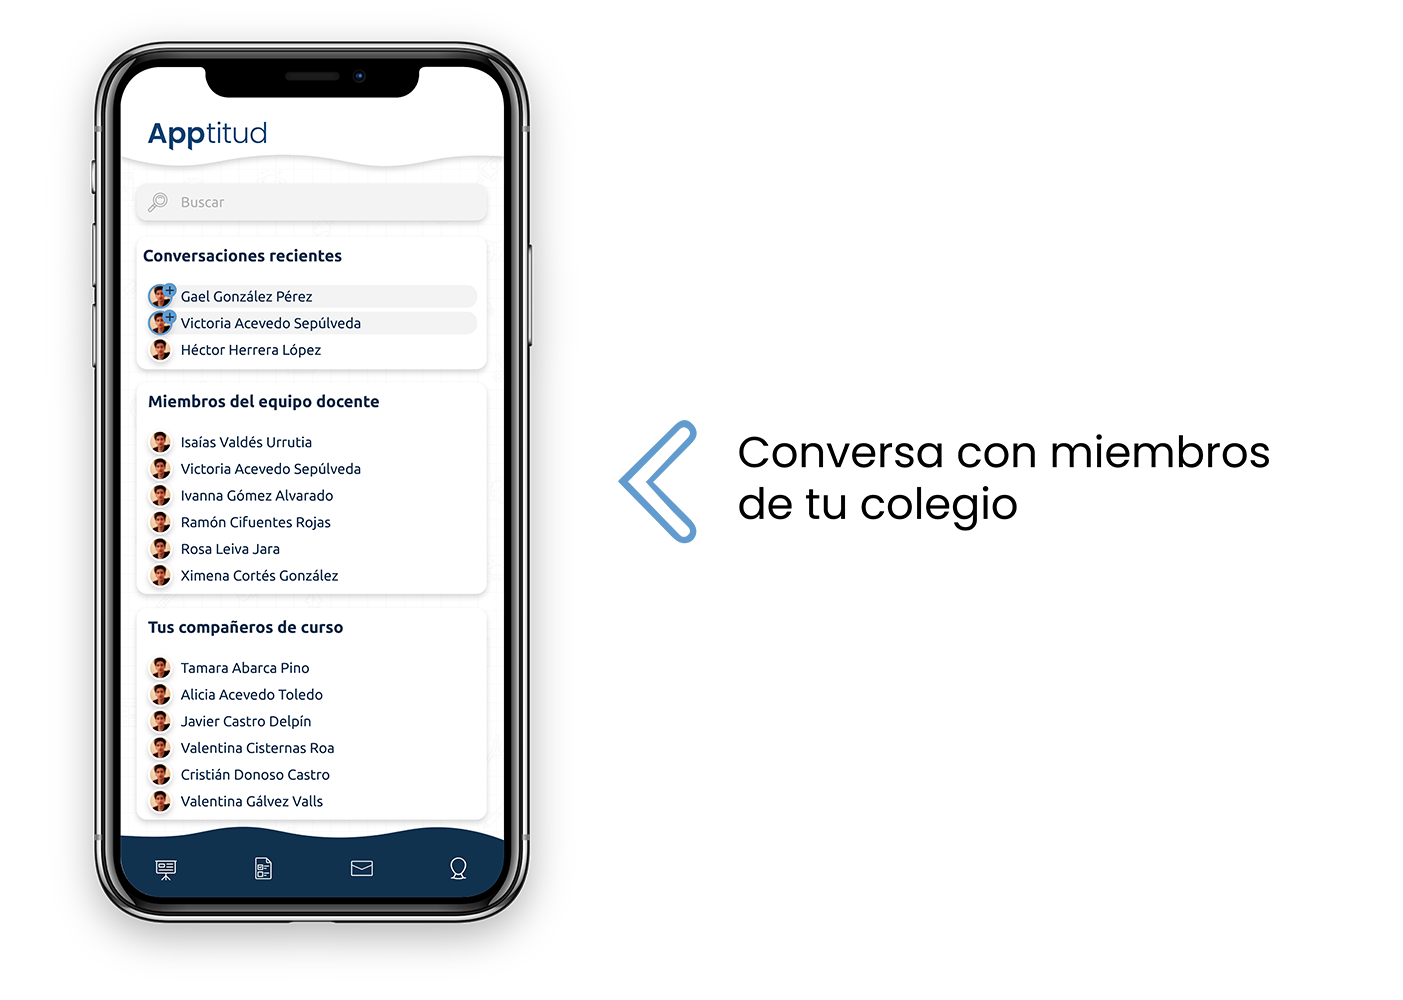 Apptitud
Buscar
Conversaciones recientes
Gael González Pérez
Victoria Acevedo Sepúlveda
Héctor Herrera López
Miembros del equipo docente
Isaías Valdés Urrutia
Victoria Acevedo Sepúlveda
Ivanna Gómez Alvarado
Ramón Cifuentes Rojas
Rosa Leiva Jara
Ximena Cortés González
Tus compañeros de curso
Tamara Abarca Pino
Alicia Acevedo Toledo
Javier Castro Delpín
Valentina Cisternas Roa
Cristián Donoso Castro
Valentina Gálvez Valls
Conversa con miembros
de tu colegio